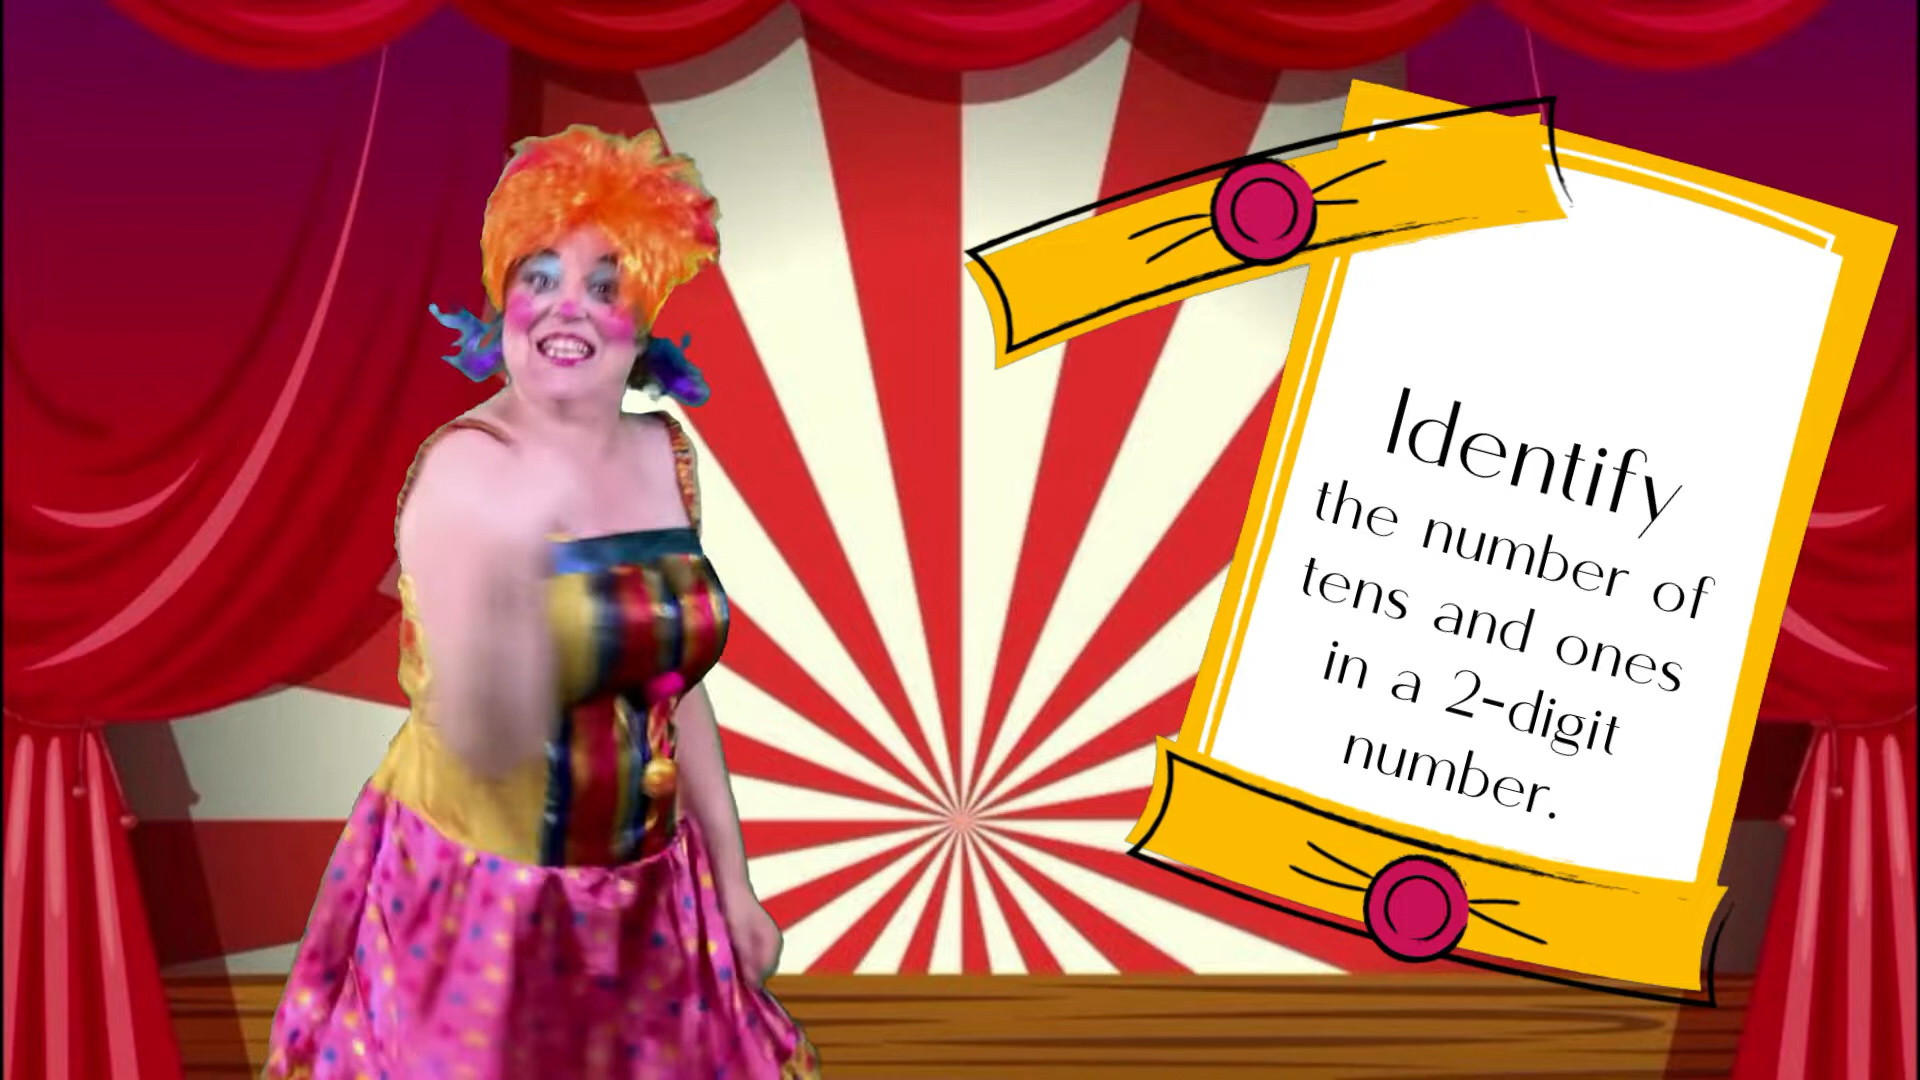 Identify
the number of
tens and ones
in a 2-digit
number.